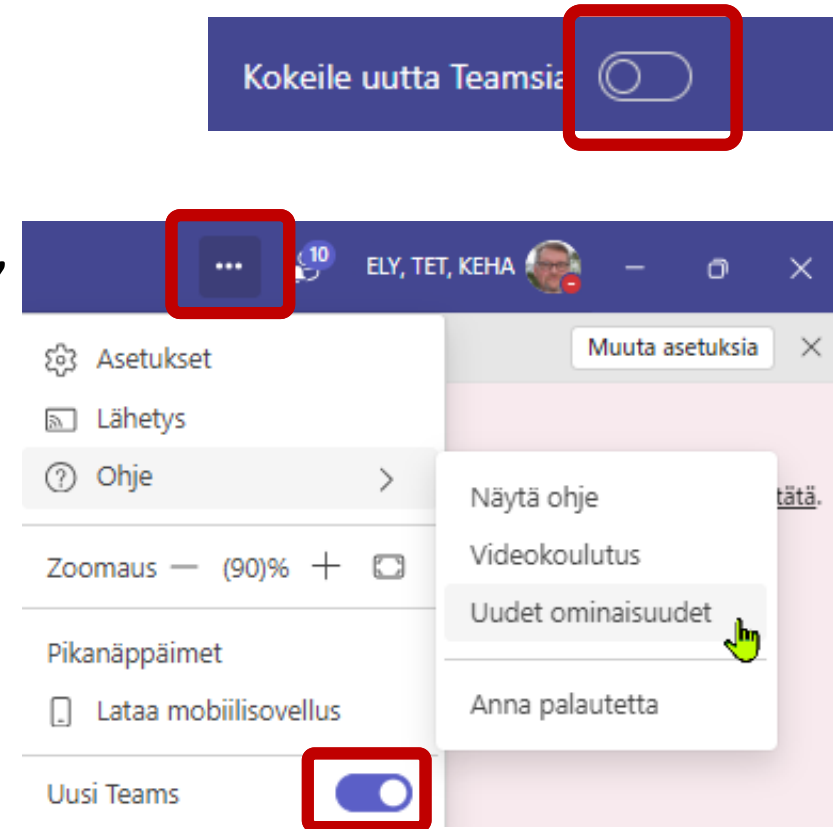 Kokeile uutta Teamsia
10
ELY, TET, KEHA
Muuta asetuksia
Asetukset
Lähetys
Ohje
Näytä ohje
tätä.
Videokoulutus
Zoomaus — (90)% +
Uudet ominaisuudet
Pikanäppäimet
Lataa mobiilisovellus
Anna palautetta
Uusi Teams